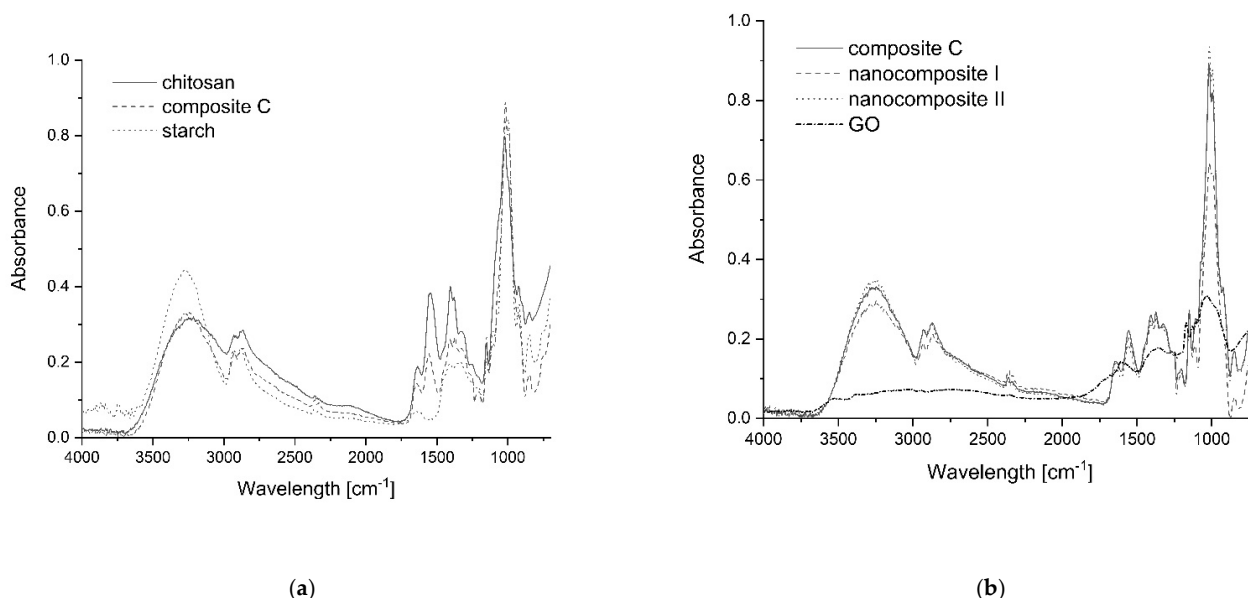 1.0
0.8
0.6
0.4
0.2
0.0
Absorbance
chitosan
composite C
starch
4000 3500 3000 2500 2000 1500 1000
Wavelength [cm-1]
(a)
1.0
0.8
0.6
0.4
0.2
0.0
Absorbance
composite C
nanocomposite I
nanocomposite II
GO
4000 3500 3000 2500 2000 1500 1000
Wavelength [cm-1]
(b)